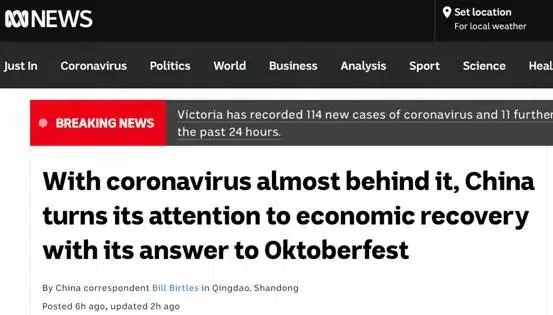 NEWS
Set location
For local weather
Just In Coronavirus Politics World Business Analysis Sport Science
BREAKING NEWS
Victoria has recorded 114 new cases of coronavirus and 11
the past 24 hours.
With coronavirus almost behind it, China
turns its attention to economic recovery
with its answer to Oktoberfest
By China correspondent Bill Birtles in Qingdao, Shandong
Posted 6h ago, updated 2h ago